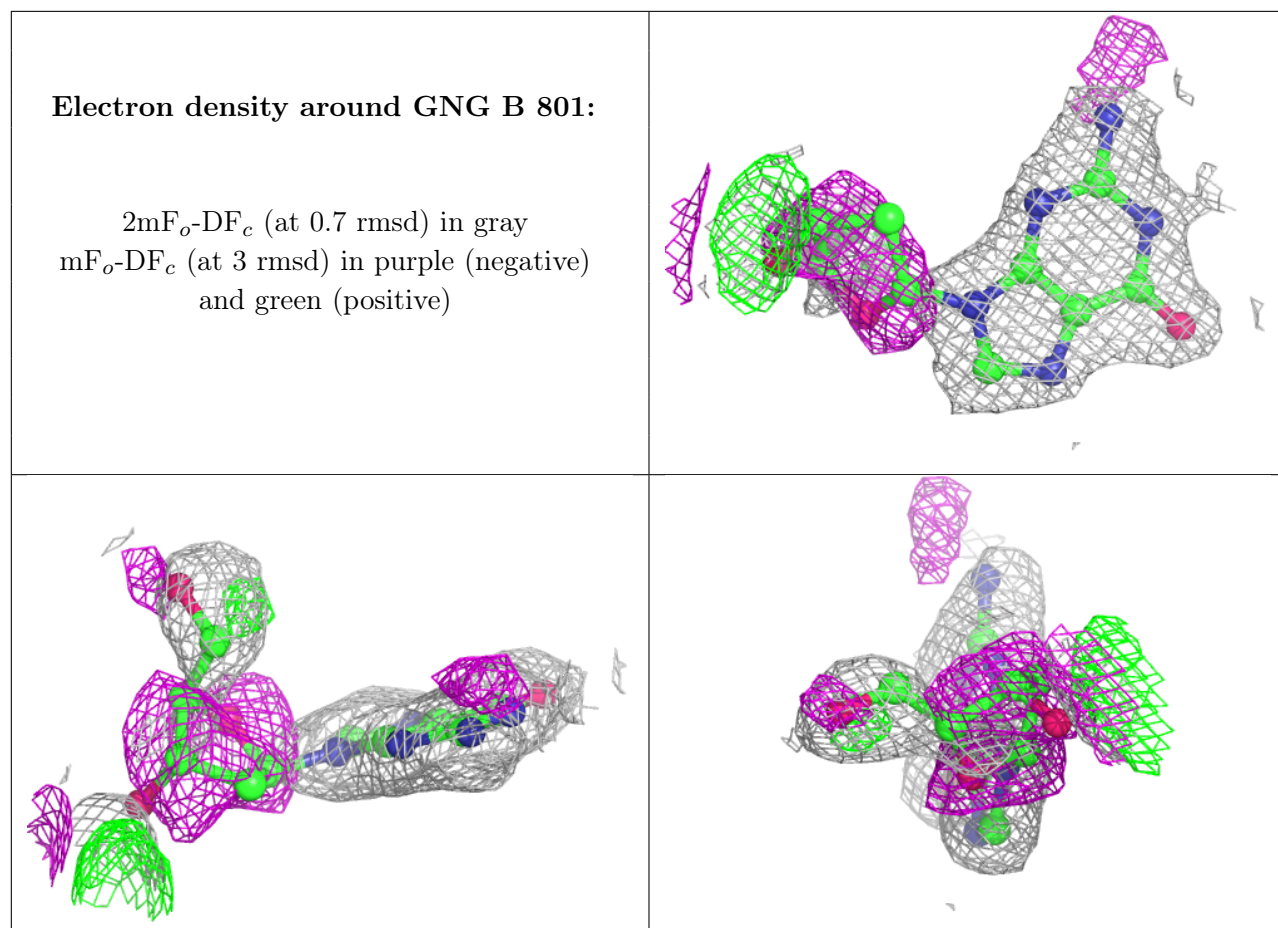 Electron density around GNG B 801:
2mFo-DFc (at 0.7 rmsd) in gray
mFo-DFc (at 3 rmsd) in purple (negative)
and green (positive)